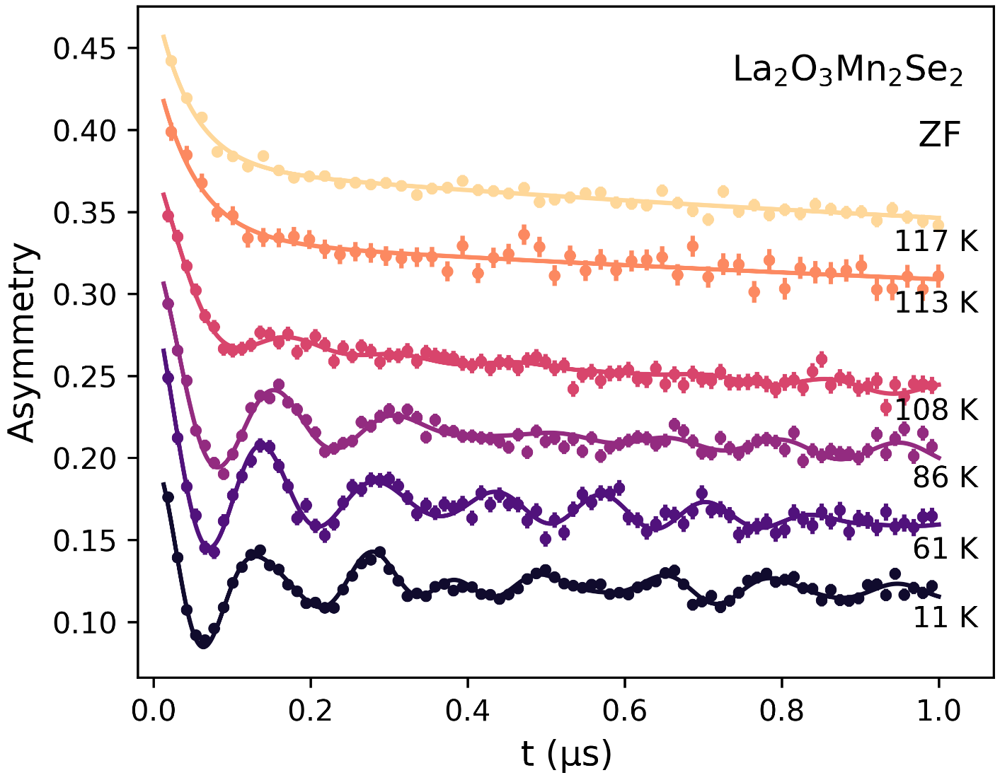 La₂O₃Mn₂Se₂
ZF
0.45
0.40
0.35
0.30
0.25
0.20
0.15
0.10
Asymmetry
117 K
113 K
108 K
86 K
61 K
11 K
0.0 0.2 0.4 0.6 0.8 1.0
t (μs)